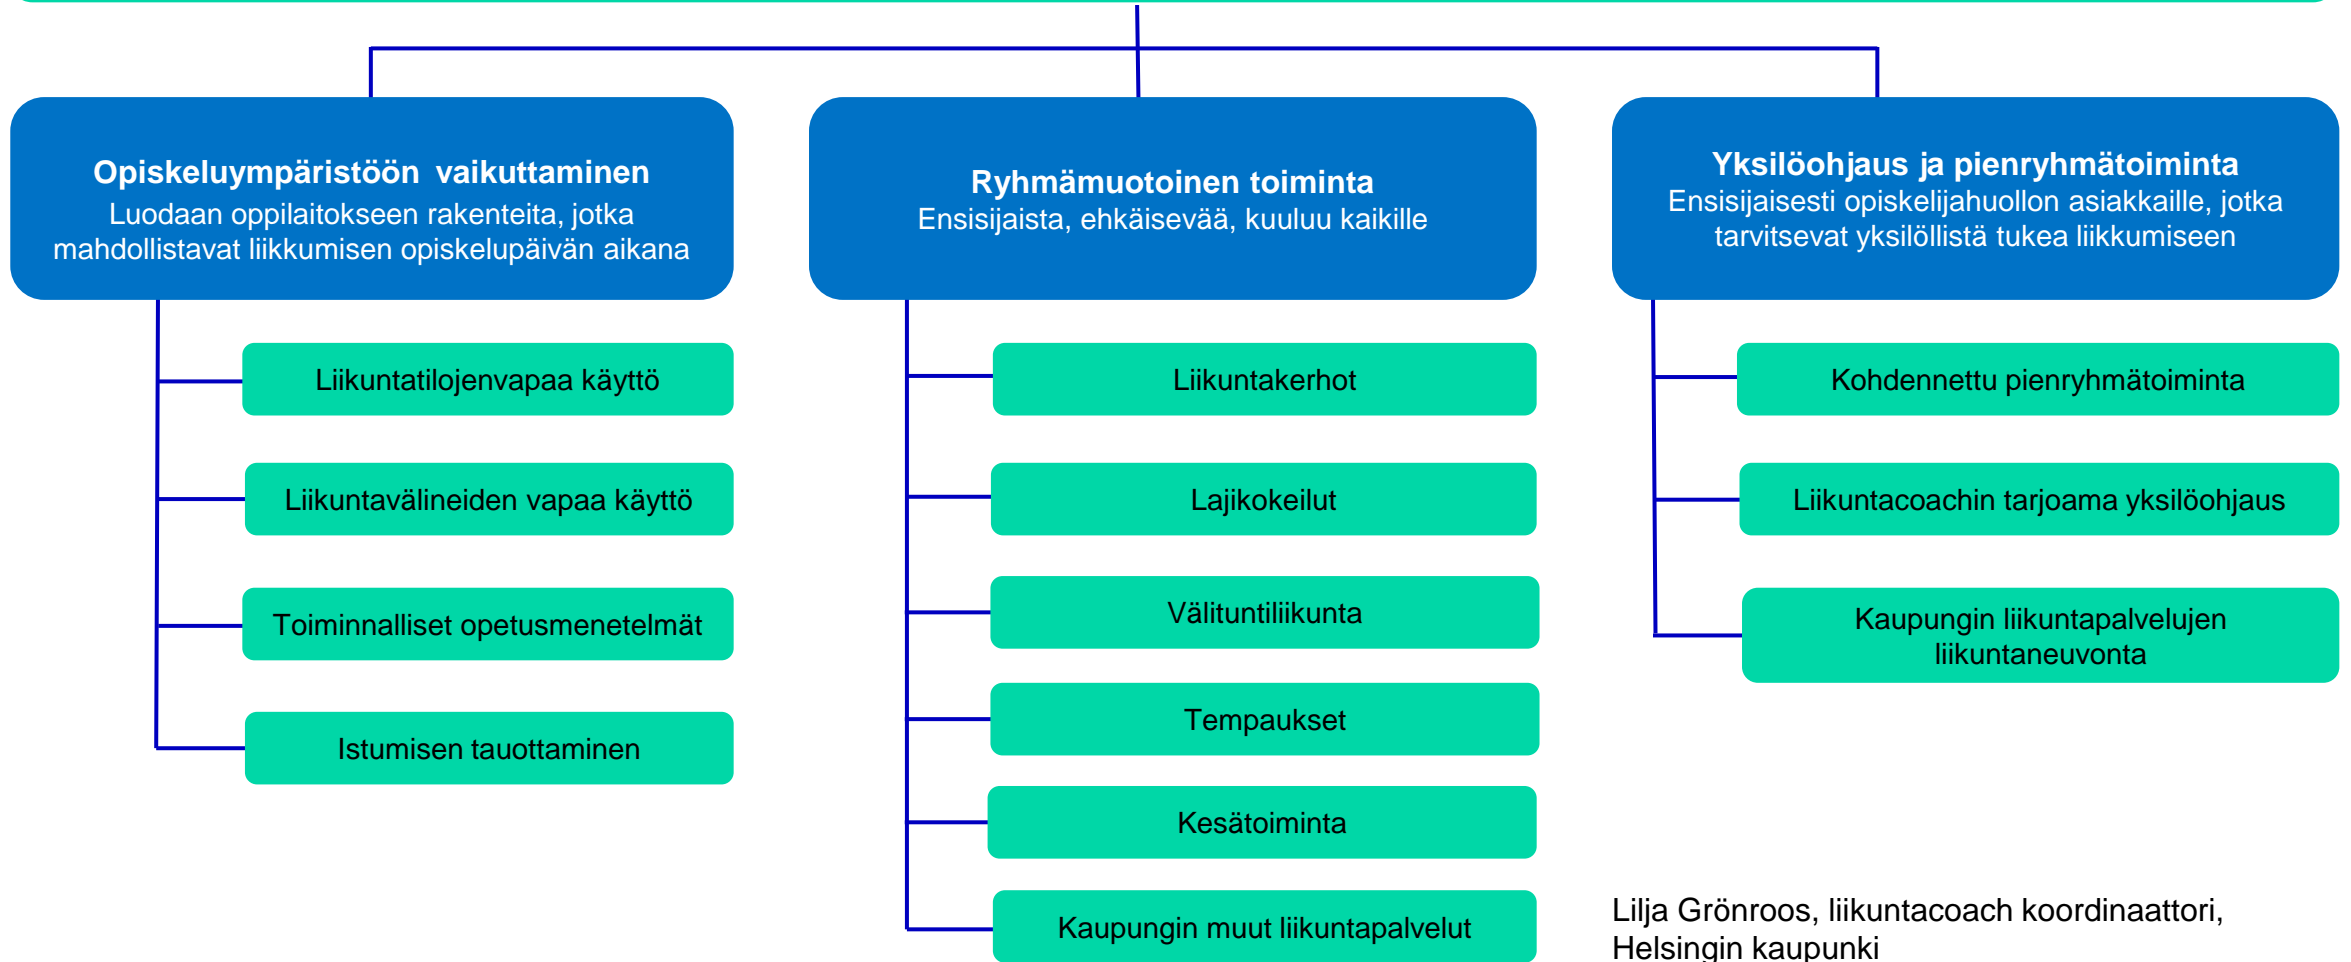 Opiskeluympäristöön vaikuttaminen
Luodaan oppilaitokseen rakenteita, jotka
mahdollistavat liikkumisen opiskelupäivän aikana
Liikuntatilojenvapaa käyttö
Liikuntavälineiden vapaa käyttö
Toiminnalliset opetusmenetelmät
Istumisen tauottaminen
Ryhmämuotoinen toiminta
Ensisijaista, ehkäisevää, kuuluu kaikille
Liikuntakerhot
Lajikokeilut
Välituntiliikunta
Tempaukset
Kesätoiminta
Kaupungin muut liikuntapalvelut
Yksilöohjaus ja pienryhmätoiminta
Ensisijaisesti opiskelijahuollon asiakkaille, jotka
tarvitsevat yksilöllistä tukea liikkumiseen
Kohdennettu pienryhmätoiminta
Liikuntacoachin tarjoama yksilöohjaus
Kaupungin liikuntapalvelujen
liikuntaneuvonta
Lilja Grönroos, liikuntacoach koordinaattori,
Helsingin kaupunki